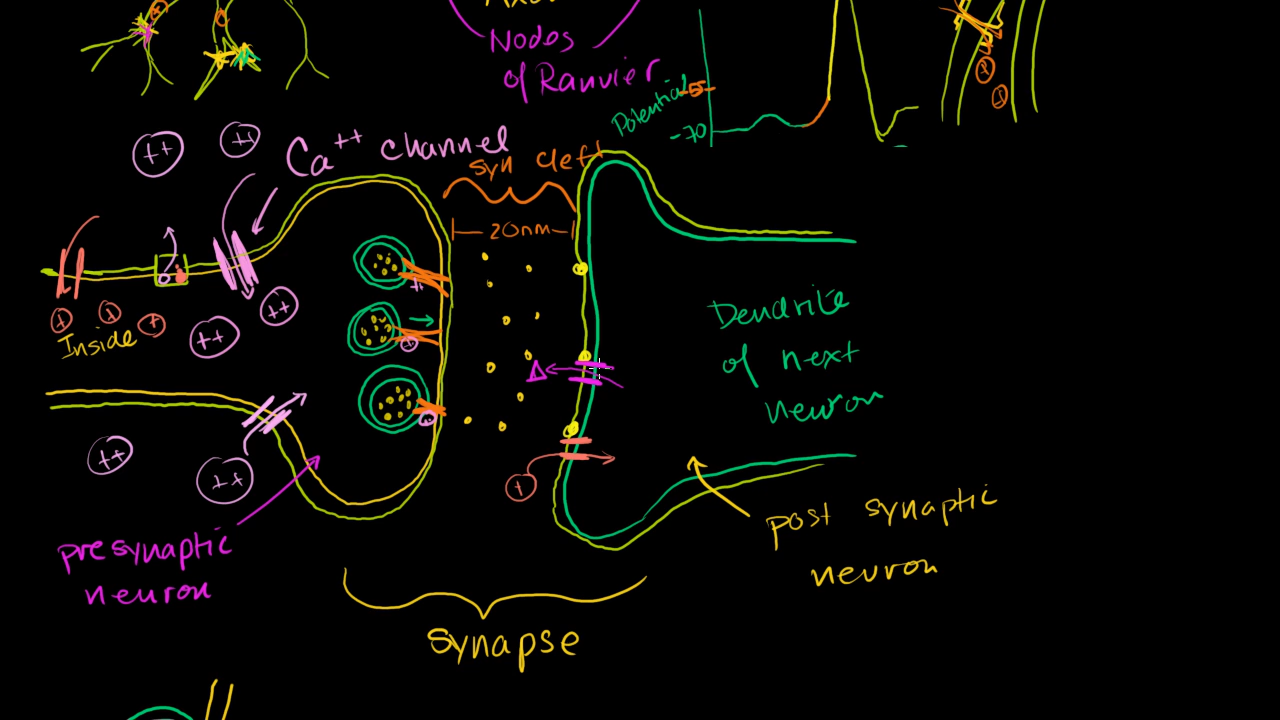 Nodes
of Ranvier
Potential
-70
++
++
Ca++ channel
syn cleft
20nm
+
+
+
++
++
Inside
+
+
Dendrite
of next
neuron
++
++
+
post synaptic
neuron
presynaptic
neuron
synapse